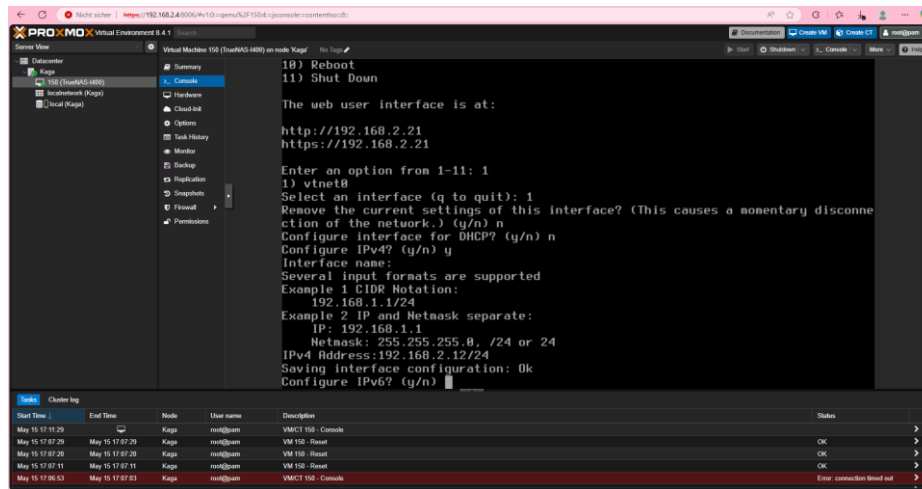 Nicht sicher
https://192.168.2.4:8006/#v1:0:=qemu%2F150:4:=jsconsole:=contentIso::8::
PROXMOX Virtual Environment 8.4.1
Search
Documentation
Create VM
Create CT
root@pam
Server View
Virtual Machine 150 (TrueNAS-I400) on node 'Kaga'
No Tags
Start
Shutdown
Console
More
Help
Datacenter
Kaga
150 (TrueNAS-I400)
localnetwork (Kaga)
local (Kaga)
Summary
Console
Hardware
Cloud-Init
Options
Task History
Monitor
Backup
Replication
Snapshots
Firewall
Permissions
10) Reboot
11) Shut Down
The web user interface is at:
http://192.168.2.21
https://192.168.2.21
Enter an option from 1-11: 1
1) vtnet0
Select an interface (q to quit): 1
Remove the current settings of this interface? (This causes a momentary disconne
ction of the network.) (y/n) n
Configure interface for DHCP? (y/n) n
Configure IPv4? (y/n) y
Interface name:
Several input formats are supported
Example 1 CIDR Notation:
192.168.1.1/24
Example 2 IP and Netmask separate:
IP: 192.168.1.1
Netmask: 255.255.255.0, /24 or 24
IPv4 Address:192.168.2.12/24
Saving interface configuration: Ok
Configure IPv6? (y/n)
Tasks
Cluster log
Start Time
End Time
Node
User name
Description
Status
May 15 17:11:29
Kaga
root@pam
VM/CT 150 - Console
May 15 17:07:29
May 15 17:07:29
Kaga
root@pam
VM 150 - Reset
OK
May 15 17:07:20
May 15 17:07:20
Kaga
root@pam
VM 150 - Reset
OK
May 15 17:07:11
May 15 17:07:11
Kaga
root@pam
VM 150 - Reset
OK
May 15 17:06:53
May 15 17:07:03
Kaga
root@pam
VM/CT 150 - Console
Error: connection timed out